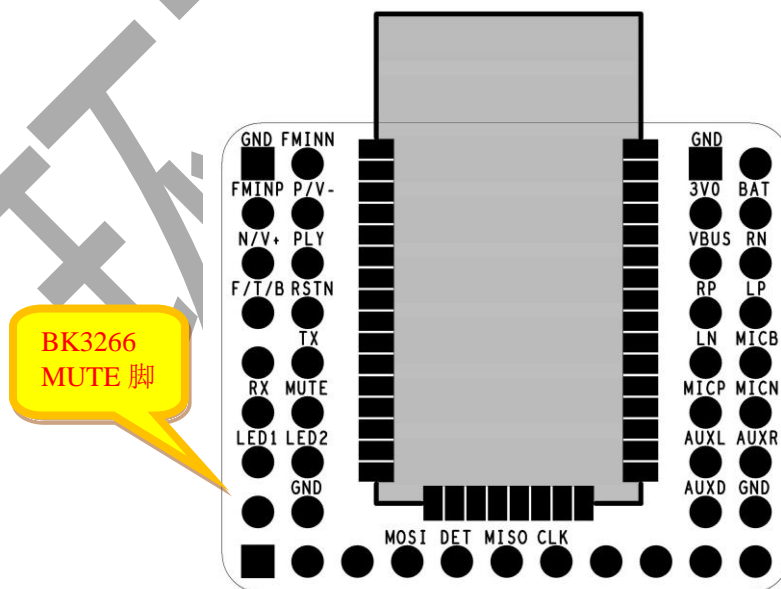 GND FMINN
GND
FMINP P/V-
3V0 BAT
N/V+ PLY
VBUS RN
F/T/B RSTN
RP LP
BK3266
MUTE 脚
TX
LN MICB
RX MUTE
MICP MICN
LED1 LED2
AUXL AUXR
GND
AUXD GND
MOSI DET MISO CLK